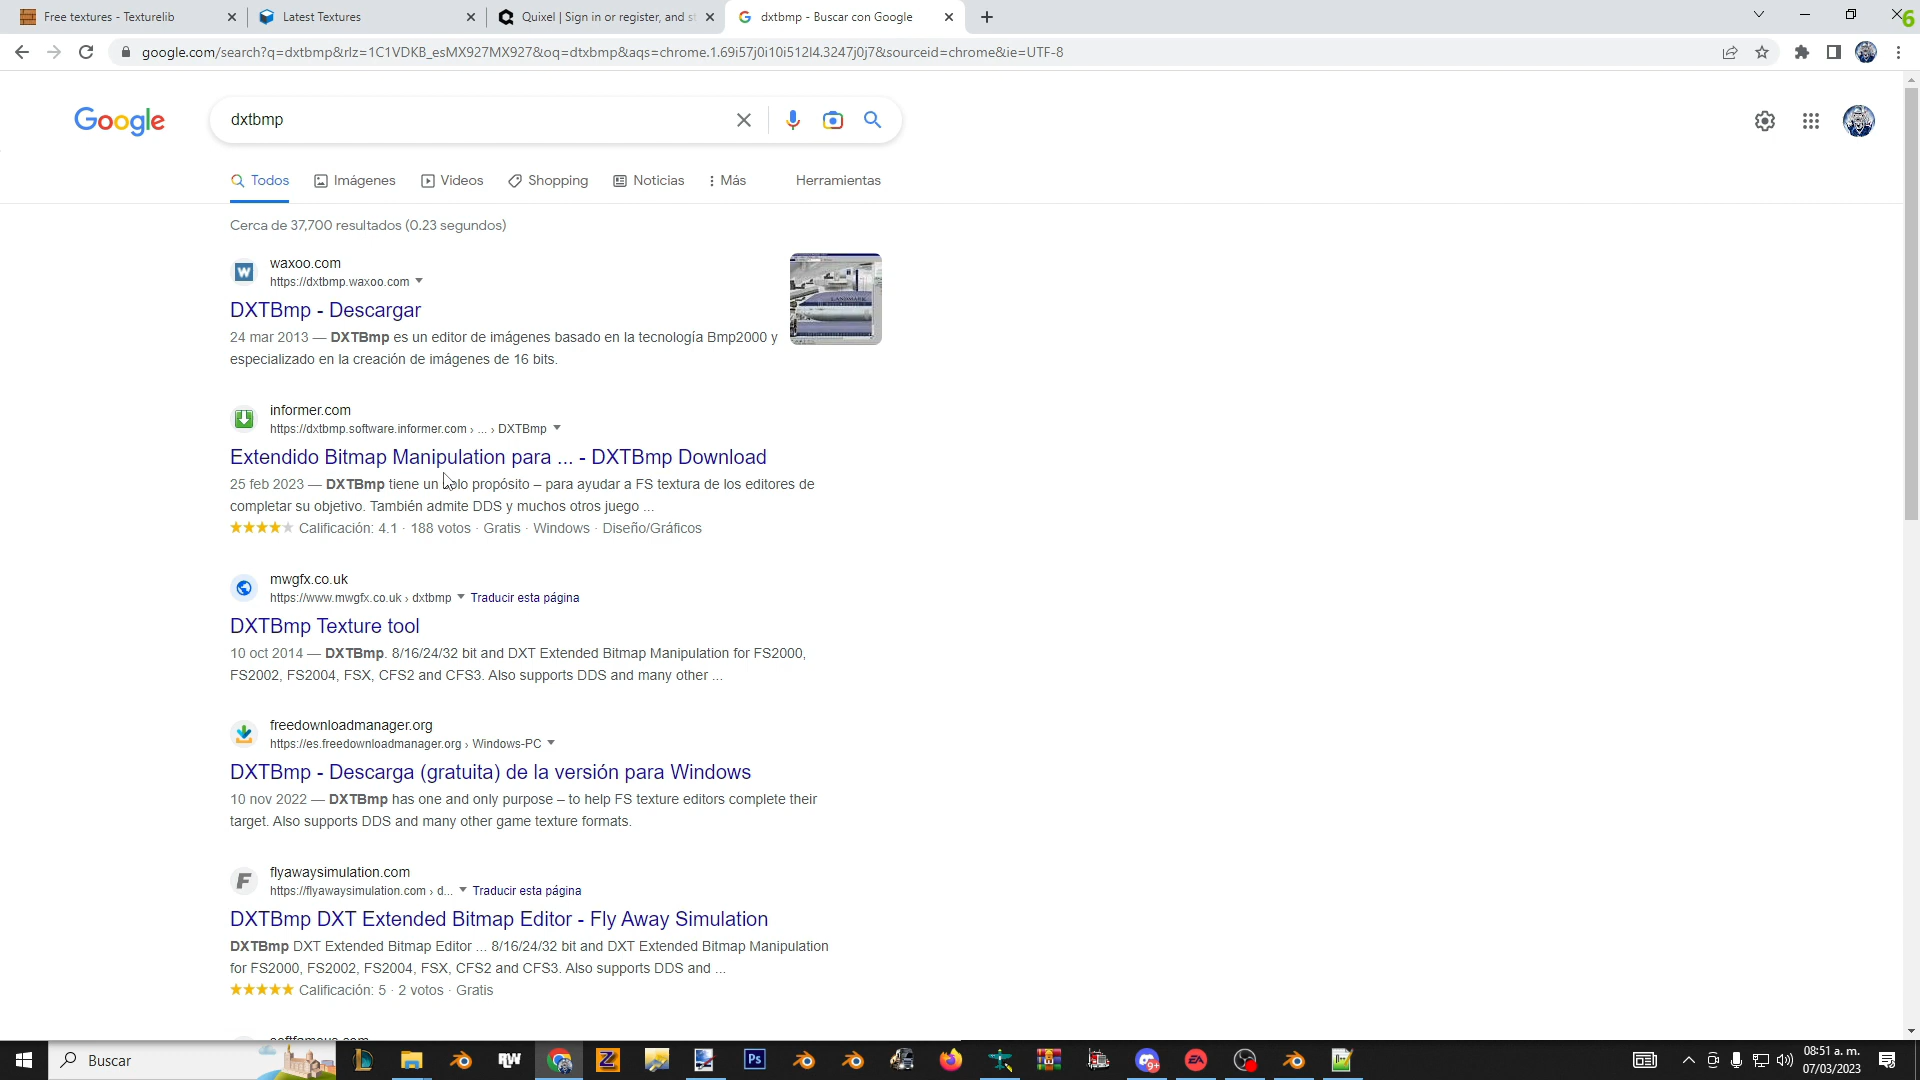 Free textures - Texturelib
Latest Textures
Quixel | Sign in or register, and st
dxtbmp - Buscar con Google
6
google.com/search?q=dxtbmp&rlz=1C1VDKB_esMX927MX927&oq=dtxbmp&aqs=chrome.1.69i57j0i10i512l4.3247j0j7&sourceid=chrome&ie=UTF-8
Google
dxtbmp
Todos
Imágenes
Videos
Shopping
Noticias
Más
Herramientas
Cerca de 37,700 resultados (0.23 segundos)
waxoo.com
https://dxtbmp.waxoo.com
DXTBmp - Descargar
24 mar 2013 — DXTBmp es un editor de imágenes basado en la tecnología Bmp2000 y
especializado en la creación de imágenes de 16 bits.
informer.com
https://dxtbmp.software.informer.com › ... › DXTBmp
Extendido Bitmap Manipulation para ... - DXTBmp Download
25 feb 2023 — DXTBmp tiene un solo propósito – para ayudar a FS textura de los editores de
completar su objetivo. También admite DDS y muchos otros juego ...
Calificación: 4.1 · 188 votos · Gratis · Windows · Diseño/Gráficos
mwgfx.co.uk
https://www.mwgfx.co.uk › dxtbmp Traducir esta página
DXTBmp Texture tool
10 oct 2014 — DXTBmp. 8/16/24/32 bit and DXT Extended Bitmap Manipulation for FS2000,
FS2002, FS2004, FSX, CFS2 and CFS3. Also supports DDS and many other ...
freedownloadmanager.org
https://es.freedownloadmanager.org › Windows-PC
DXTBmp - Descarga (gratuita) de la versión para Windows
10 nov 2022 — DXTBmp has one and only purpose – to help FS texture editors complete their
target. Also supports DDS and many other game texture formats.
flyawaysimulation.com
https://flyawaysimulation.com › d... Traducir esta página
DXTBmp DXT Extended Bitmap Editor - Fly Away Simulation
DXTBmp DXT Extended Bitmap Editor ... 8/16/24/32 bit and DXT Extended Bitmap Manipulation
for FS2000, FS2002, FS2004, FSX, CFS2 and CFS3. Also supports DDS and ...
Calificación: 5 · 2 votos · Gratis
Buscar
RW
Ps
9+
EA
08:51 a. m.
07/03/2023